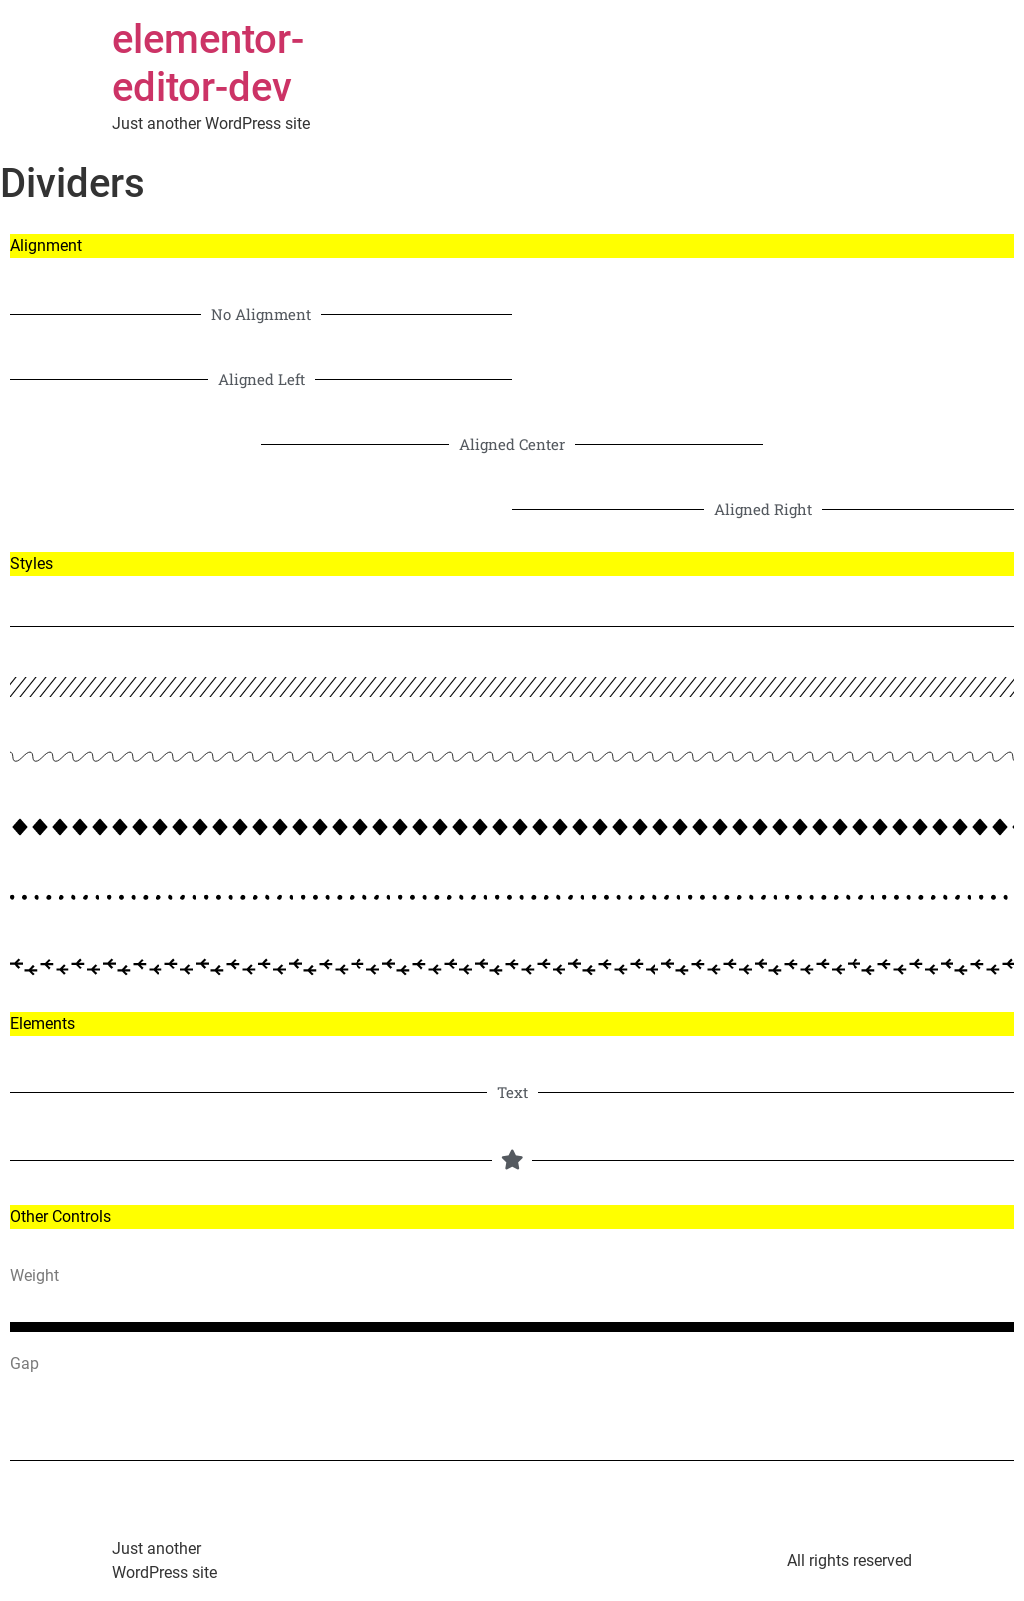 elementor-
editor-dev
Just another WordPress site
Dividers
Alignment
No Alignment
Aligned Left
Aligned Center
Aligned Right
Styles
Elements
Text
Other Controls
Weight
Gap
Just another
WordPress site
All rights reserved